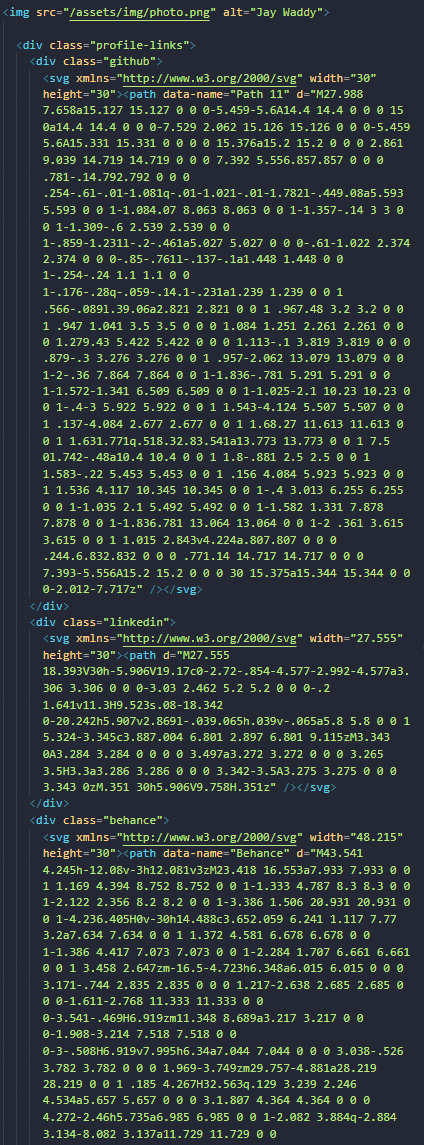 <img src="/assets/img/photo.png" alt="Jay Waddy">
<div class="profile-links">
<div class="github">
<svg xmlns="http://www.w3.org/2000/svg" width="30"
height="30"><path data-name="Path 11" d="M27.988
7.658a15.127 15.127 0 0 0-5.459-5.6A14.4 14.4 0 0 0 15
0a14.4 14.4 0 0 0-7.529 2.062 15.126 15.126 0 0 0-5.459
5.6A15.331 15.331 0 0 0 0 15.376a15.2 15.2 0 0 0 2.861
9.039 14.719 14.719 0 0 0 7.392 5.556.857.857 0 0 0
.781-.14.792.792 0 0 0
.254-.6l-.01-1.081q-.01-1.021-.01-1.782l-.449.08a5.593
5.593 0 0 1-1.084.07 8.063 8.063 0 0 1-1.357-.14 3 3 0
0 1-1.309-.6 2.539 2.539 0 0
1-.859-1.231l-.2-.461a5.027 5.027 0 0 0-.61-1.022 2.374
2.374 0 0 0-.85-.761l-.137-.1a1.448 1.448 0 0
1-.254-.24 1.1 1.1 0 0
1-.176-.28q-.059-.14.1-.231a1.239 1.239 0 0 1
.566-.089l.39.06a2.821 2.821 0 0 1 .967.48 3.2 3.2 0 0
1 .947 1.041 3.5 3.5 0 0 0 1.084 1.251 2.261 2.261 0 0
0 1.279.43 5.422 5.422 0 0 0 1.113-.1 3.819 3.819 0 0 0
.879-.3 3.276 3.276 0 0 1 .957-2.062 13.079 13.079 0 0
1-2-.36 7.864 7.864 0 0 1-1.836-.781 5.291 5.291 0 0
1-1.572-1.341 6.509 6.509 0 0 1-1.025-2.1 10.23 10.23 0
0 1-.4-3 5.922 5.922 0 0 1 1.543-4.124 5.507 5.507 0 0
1 .137-4.084 2.677 2.677 0 0 1 1.68.27 11.613 11.613 0
0 1 1.631.771q.518.32.83.541a13.773 13.773 0 0 1 7.5
0l.742-.48a10.4 10.4 0 0 1 1.8-.881 2.5 2.5 0 0 1
1.583-.22 5.453 5.453 0 0 1 .156 4.084 5.923 5.923 0 0
1 1.536 4.117 10.345 10.345 0 0 1-.4 3.013 6.255 6.255
0 0 1-1.035 2.1 5.492 5.492 0 0 1-1.582 1.331 7.878
7.878 0 0 1-1.836.781 13.064 13.064 0 0 1-2 .361 3.615
3.615 0 0 1 1.015 2.843v4.224a.807.807 0 0 0
.244.6.832.832 0 0 0 .771.14 14.717 14.717 0 0 0
7.393-5.556A15.2 15.2 0 0 0 30 15.375a15.344 15.344 0 0
0-2.012-7.717z" /></svg>
</div>
<div class="linkedin">
<svg xmlns="http://www.w3.org/2000/svg" width="27.555"
height="30"><path d="M27.555
18.393V30h-5.906V19.17c0-2.72-.854-4.577-2.992-4.577a3.
306 3.306 0 0 0-3.03 2.462 5.2 5.2 0 0 0-.2
1.641v11.3H9.523s.08-18.342
0-20.242h5.907v2.869l-.039.065h.039v-.065a5.8 5.8 0 0 1
5.324-3.345c3.887.004 6.801 2.897 6.801 9.115zM3.343
0A3.284 3.284 0 0 0 0 3.497a3.272 3.272 0 0 0 3.265
3.5H3.3a3.286 3.286 0 0 0 3.342-3.5A3.275 3.275 0 0 0
3.343 0zM.351 30h5.906V9.758H.351z" /></svg>
</div>
<div class="behance">
<svg xmlns="http://www.w3.org/2000/svg" width="48.215"
height="30"><path data-name="Behance" d="M43.541
4.245h-12.08v-3h12.081v3zM23.418 16.553a7.933 7.933 0 0
1 1.169 4.394 8.752 8.752 0 0 1-1.333 4.787 8.3 8.3 0 0
1-2.122 2.356 8.2 8.2 0 0 1-3.386 1.506 20.931 20.931 0
0 1-4.236.405H0v-30h14.488c3.652.059 6.241 1.117 7.77
3.2a7.634 7.634 0 0 1 1.372 4.581 6.678 6.678 0 0
1-1.386 4.417 7.073 7.073 0 0 1-2.284 1.707 6.661 6.661
0 0 1 3.458 2.647zm-16.5-4.723h6.348a6.015 6.015 0 0 0
3.171-.744 2.835 2.835 0 0 0 1.217-2.638 2.685 2.685 0
0 0-1.611-2.768 11.333 11.333 0 0
0-3.541-.469H6.919zm11.348 8.689a3.217 3.217 0 0
0-1.908-3.214 7.518 7.518 0 0
0-3-.508H6.919v7.995h6.34a7.044 7.044 0 0 0 3.038-.526
3.782 3.782 0 0 0 1.969-3.749zm29.757-4.881a28.219
28.219 0 0 1 .185 4.267H32.563q.129 3.239 2.246
4.534a5.657 5.657 0 0 0 3.1.807 4.364 4.364 0 0 0
4.272-2.46h5.735a6.985 6.985 0 0 1-2.082 3.884q-2.884
3.134-8.082 3.137a11.729 11.729 0 0